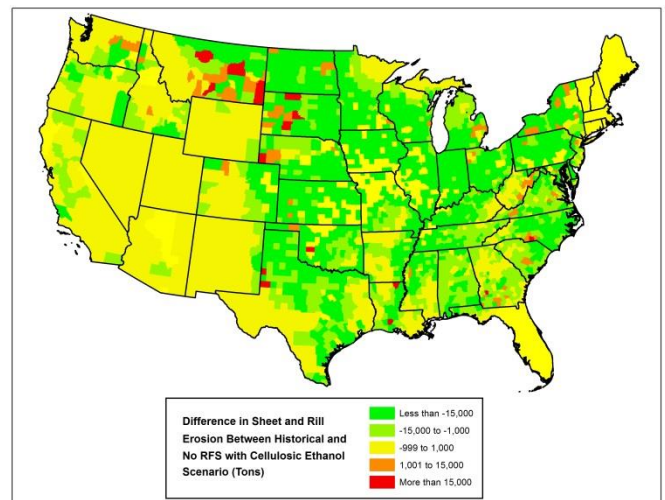 Difference in Sheet and Rill
Erosion Between Historical and
No RFS with Cellulosic Ethanol
Scenario (Tons)
Less than -15,000
-15,000 to -1,000
-999 to 1,000
1,001 to 15,000
More than 15,000